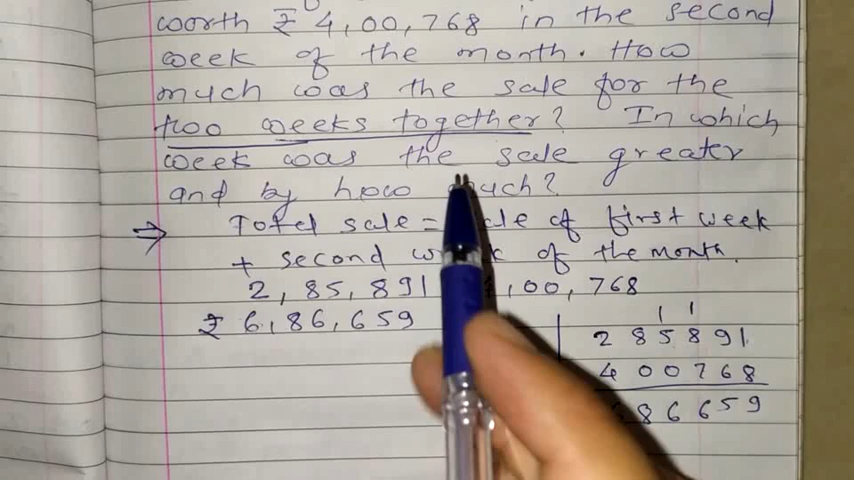 worth ₹ 4,00,768 in the second
week of the month. How
much was the sale for the
two weeks together? In which
week was the sale greater
and by how much?
⇒ Total sale = sale of first week
+ second week of the month.
2,85,891 ,00,768
₹ 6,86,659
1 1
2 8 5 8 9 1
4 0 0 7 6 8
8 6 6 5 9